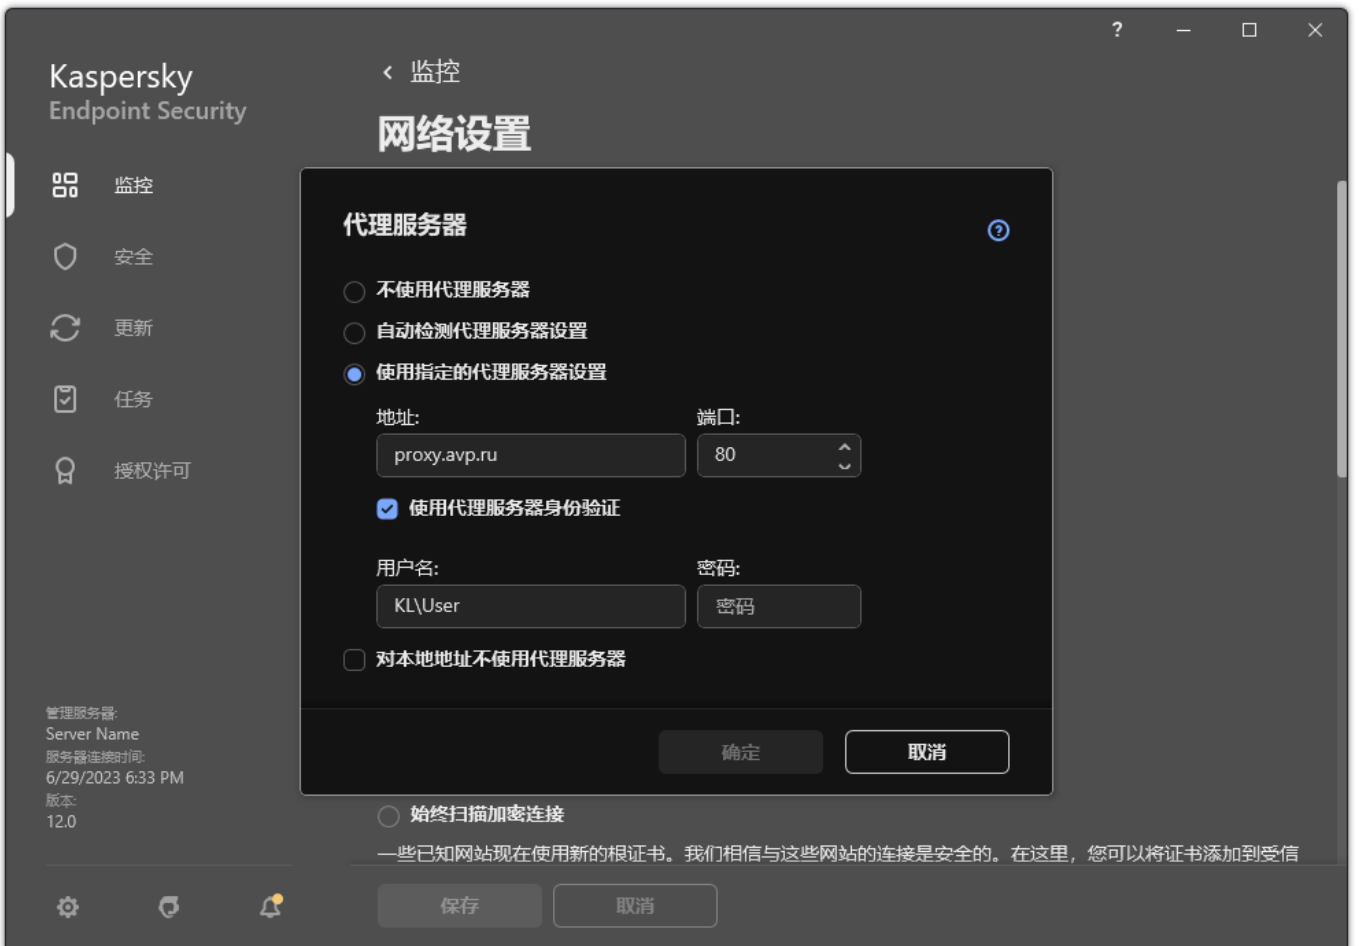 ?
Kaspersky
Endpoint Security
监控
网络设置
监控
安全
更新
任务
授权许可
代理服务器
?
不使用代理服务器
自动检测代理服务器设置
使用指定的代理服务器设置
地址: 端口:
proxy.avp.ru 80
使用代理服务器身份验证
用户名: 密码:
KL\User 密码
对本地地址不使用代理服务器
确定 取消
管理服务器:
Server Name
服务器连接时间:
6/29/2023 6:33 PM
版本:
12.0
始终扫描加密连接
一些已知网站现在使用新的根证书。我们相信与这些网站的连接是安全的。在这里，您可以将证书添加到受信
保存 取消